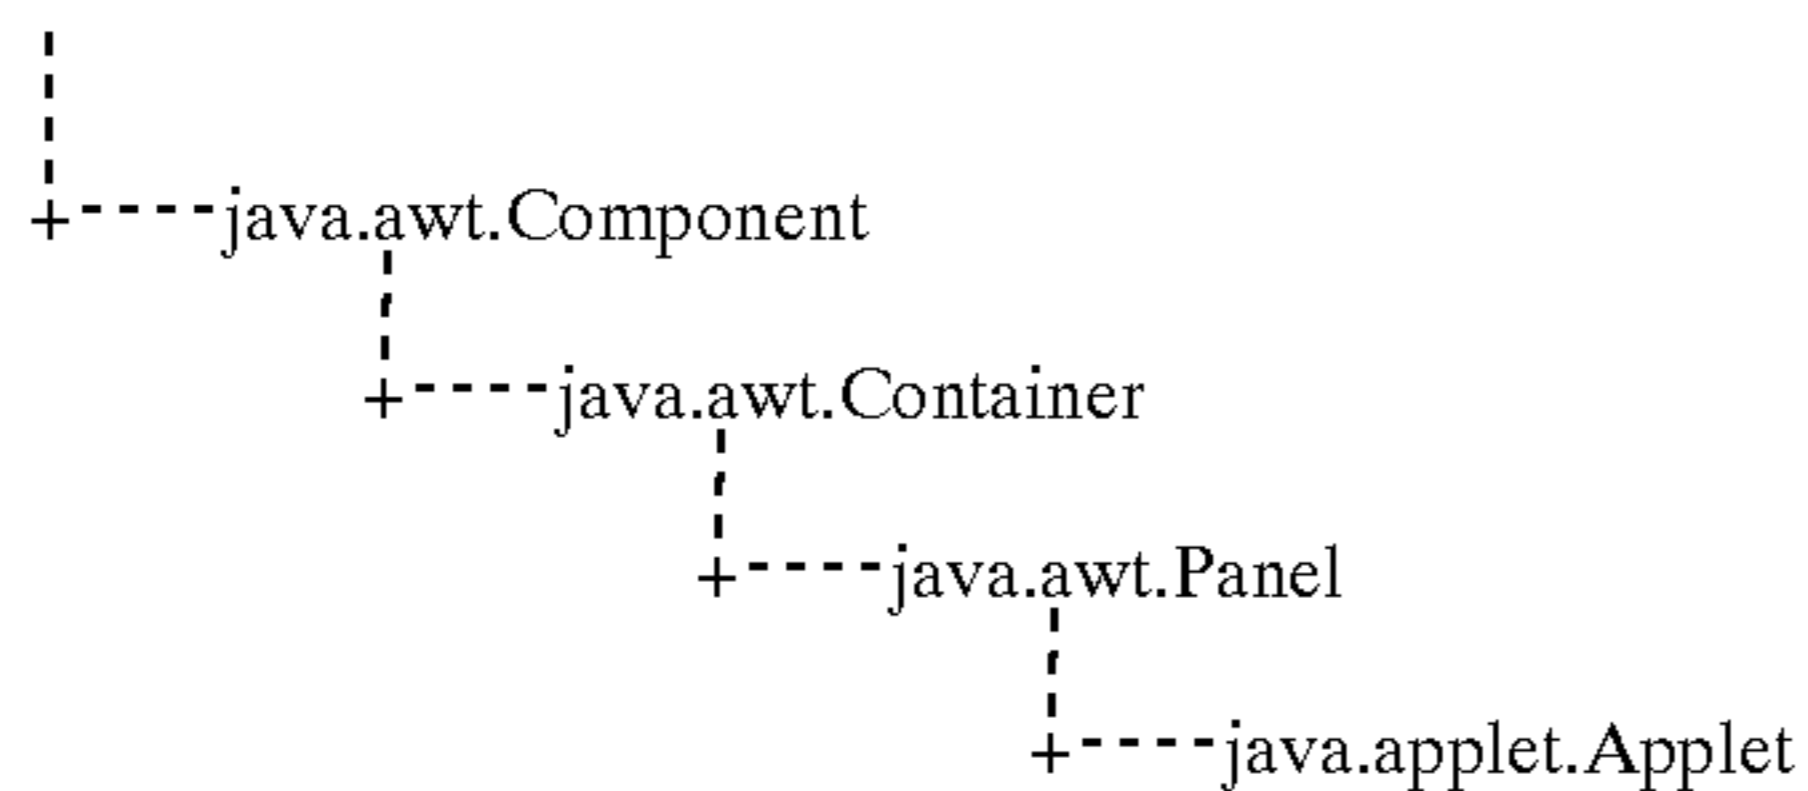 +----java.awt.Component
+----java.awt.Container
+----java.awt.Panel
+----java.applet.Applet